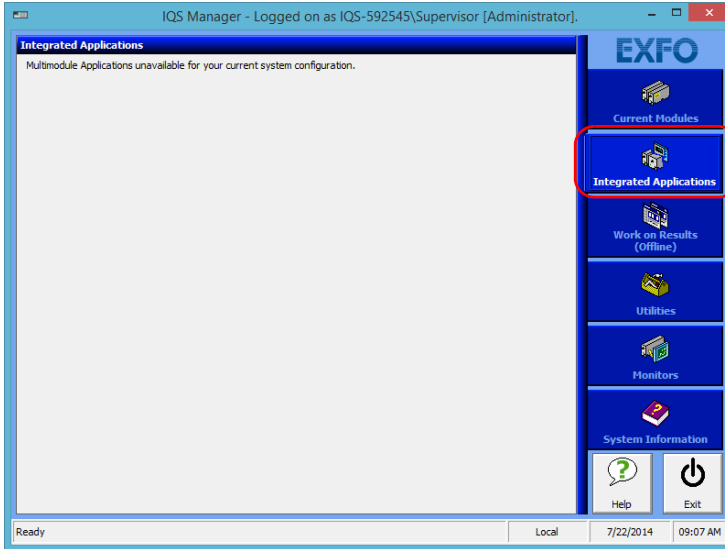 IQS Manager - Logged on as IQS-592545\Supervisor [Administrator].
Integrated Applications
Multimodule Applications unavailable for your current system configuration.
EXFO
Current Modules
Integrated Applications
Work on Results
(Offline)
Utilities
Monitors
System Information
Help
Exit
Ready
Local
7/22/2014
09:07 AM